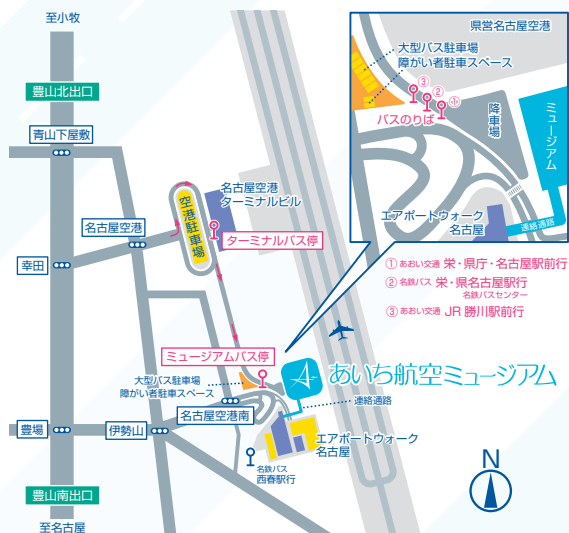 至小牧
豊山北出口
青山下屋敷
名古屋空港
幸田
空港駐車場
名古屋空港
ターミナルビル
ターミナルバス停
ミュージアムバス停
大型バス駐車場
障がい者駐車スペース
名古屋空港南
豊場
伊勢山
豊山南出口
至名古屋
名鉄バス
西春駅行
エアポートウォーク
名古屋
連絡通路
あいち航空ミュージアム
県営名古屋空港
大型バス駐車場
障がい者駐車スペース
③
②
①
バスのりば
降車場
ミュージアム
エアポートウォーク
名古屋
連絡通路
① あおい交通 栄・県庁・名古屋駅前行
② 名鉄バス 栄・県名古屋駅行
名鉄バスセンター
③ あおい交通 JR 勝川駅前行
N